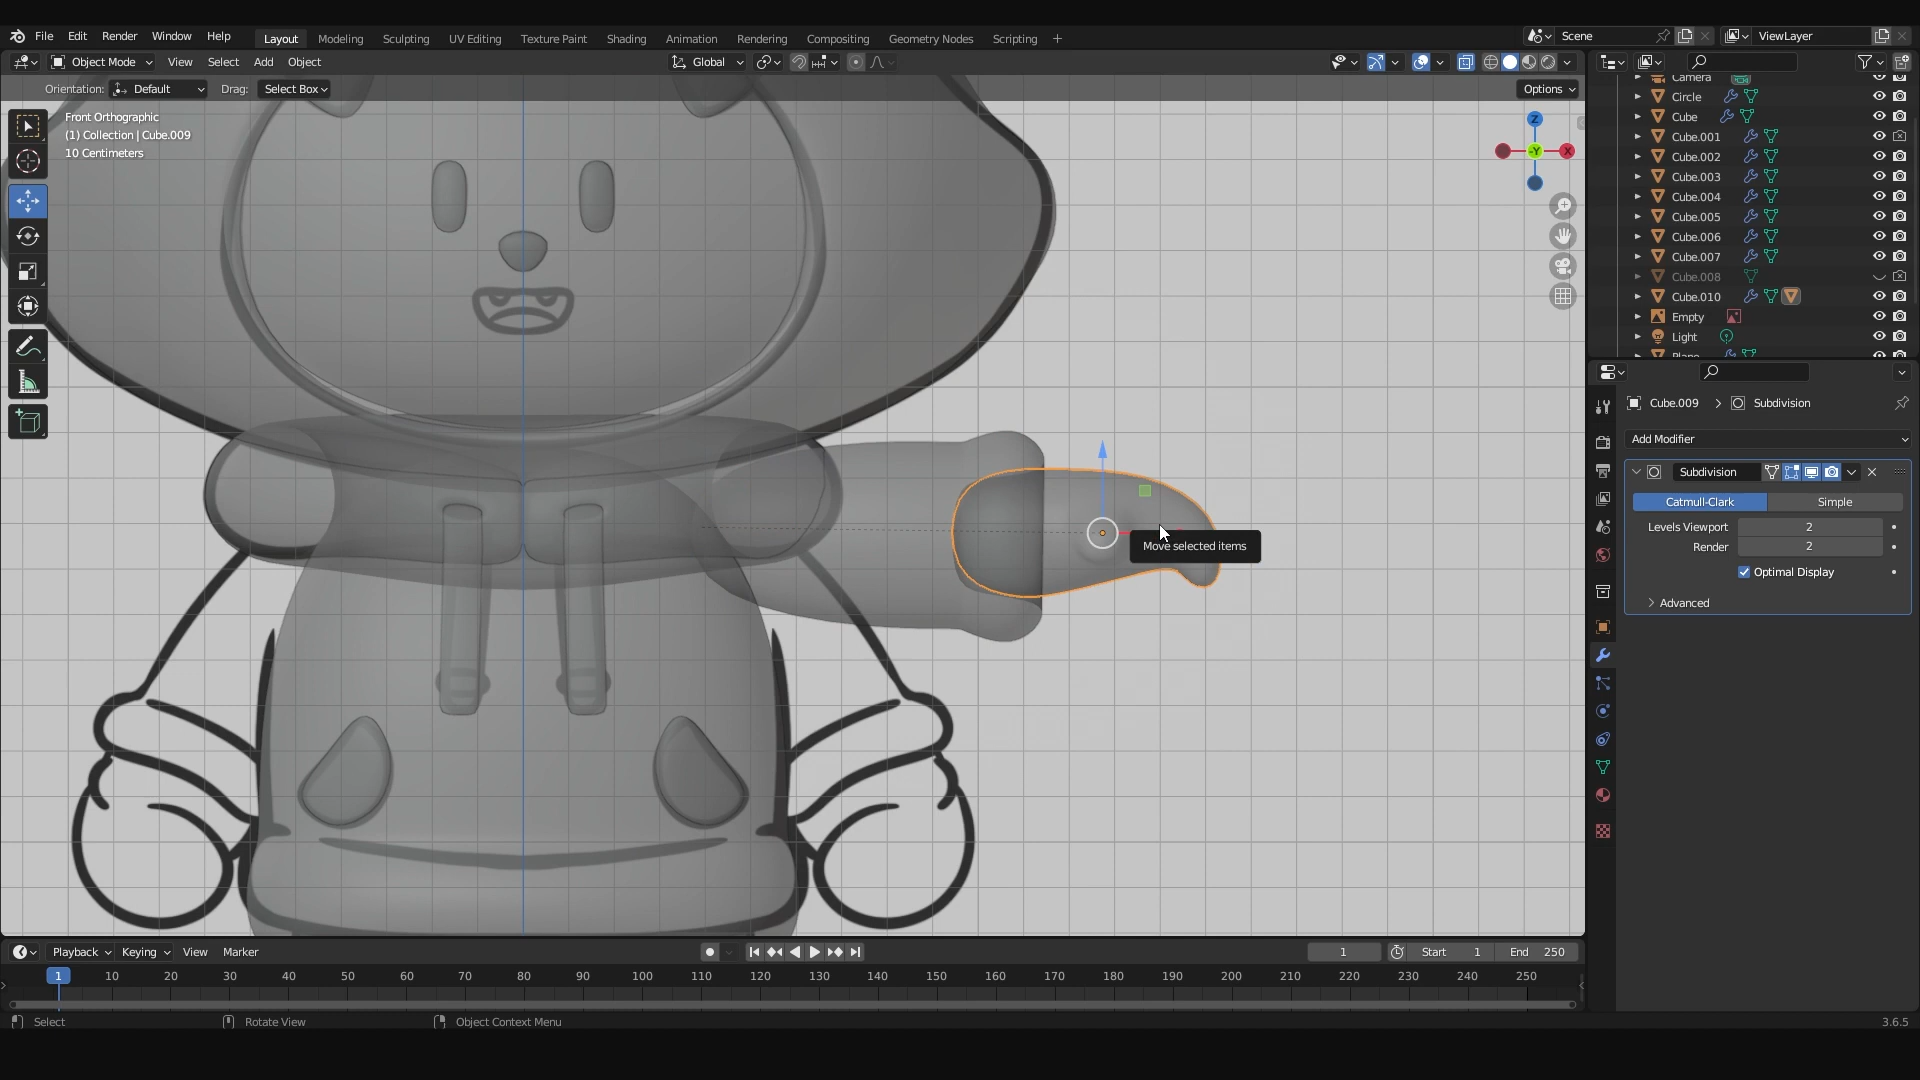 File Edit Render Window Help Layout Modeling Sculpting UV Editing Texture Paint Shading Animation Rendering Compositing Geometry Nodes Scripting + Scene ViewLayer
Object Mode View Select Add Object Global
Orientation: Default Drag: Select Box Options
Front Orthographic
(1) Collection | Cube.009
10 Centimeters
Z
-Y
X
Move selected items
Camera
Circle
Cube
Cube.001
Cube.002
Cube.003
Cube.004
Cube.005
Cube.006
Cube.007
Cube.008
Cube.010
Empty
Light
Plane
Cube.009 > Subdivision
Add Modifier
Subdivision
Catmull-Clark Simple
Levels Viewport 2
Render 2
Optimal Display
Advanced
Playback Keying View Marker 1 Start 1 End 250
1 10 20 30 40 50 60 70 80 90 100 110 120 130 140 150 160 170 180 190 200 210 220 230 240 250
Select Rotate View Object Context Menu 3.6.5